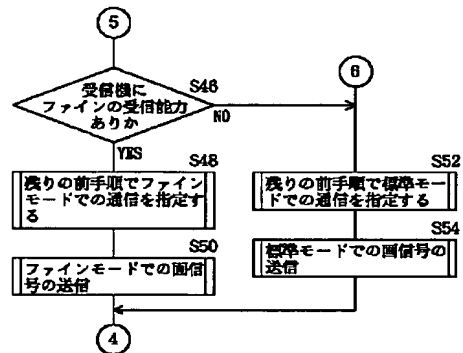 5
6
S46
受信機に
ファインの受信能力
ありか
NO
YES
S48
残りの前手順でファイン
モードでの通信を指定す
る
S52
残りの前手順で標準モー
ドでの通信を指定する
S50
ファインモードでの画信
号の送信
S54
標準モードでの画信号の
送信
4